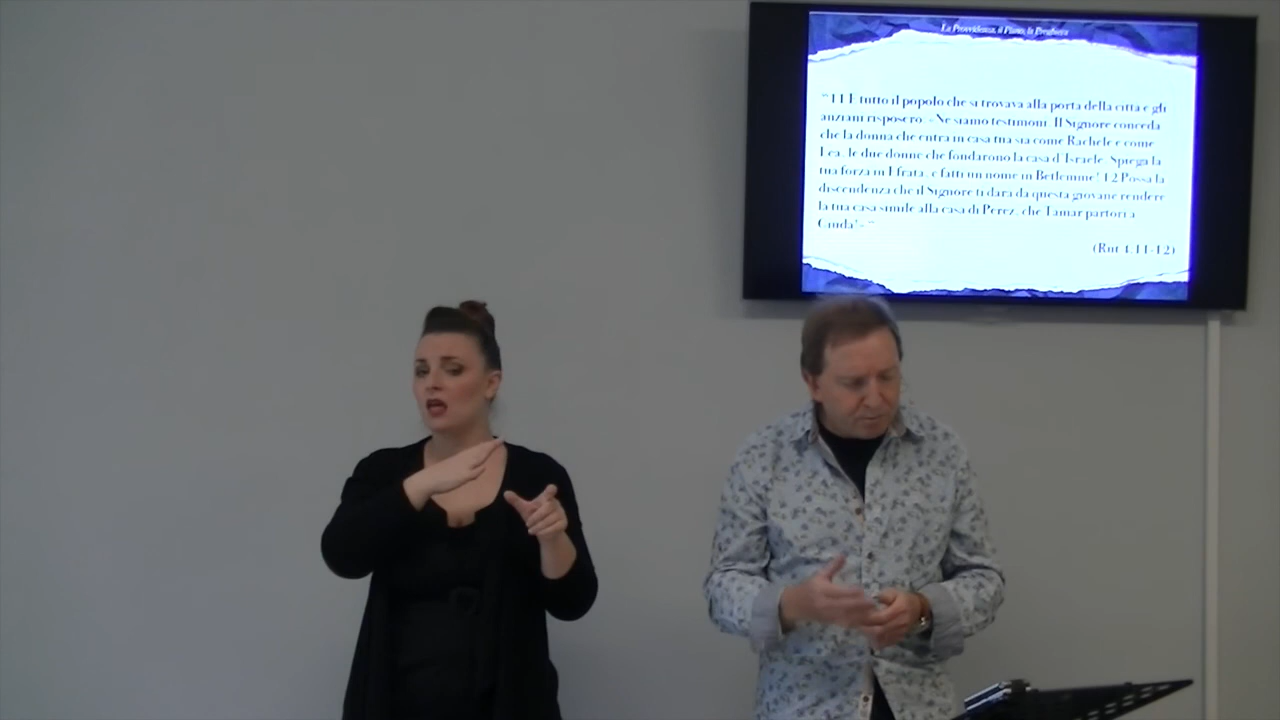 La Provvidenza, il Piano, la Preghiera
“11 E tutto il popolo che si trovava alla porta della città e gli
anziani risposero: «Ne siamo testimoni. Il Signore conceda
che la donna che entra in casa tua sia come Rachele e come
Lea, le due donne che fondarono la casa d'Israele. Spiega la
tua forza in Efrata, e fatti un nome in Betlemme! 12 Possa la
discendenza che il Signore ti darà da questa giovane rendere
la tua casa simile alla casa di Perez, che Tamar partorì a
Giuda!»”
(Rut 4:11-12)